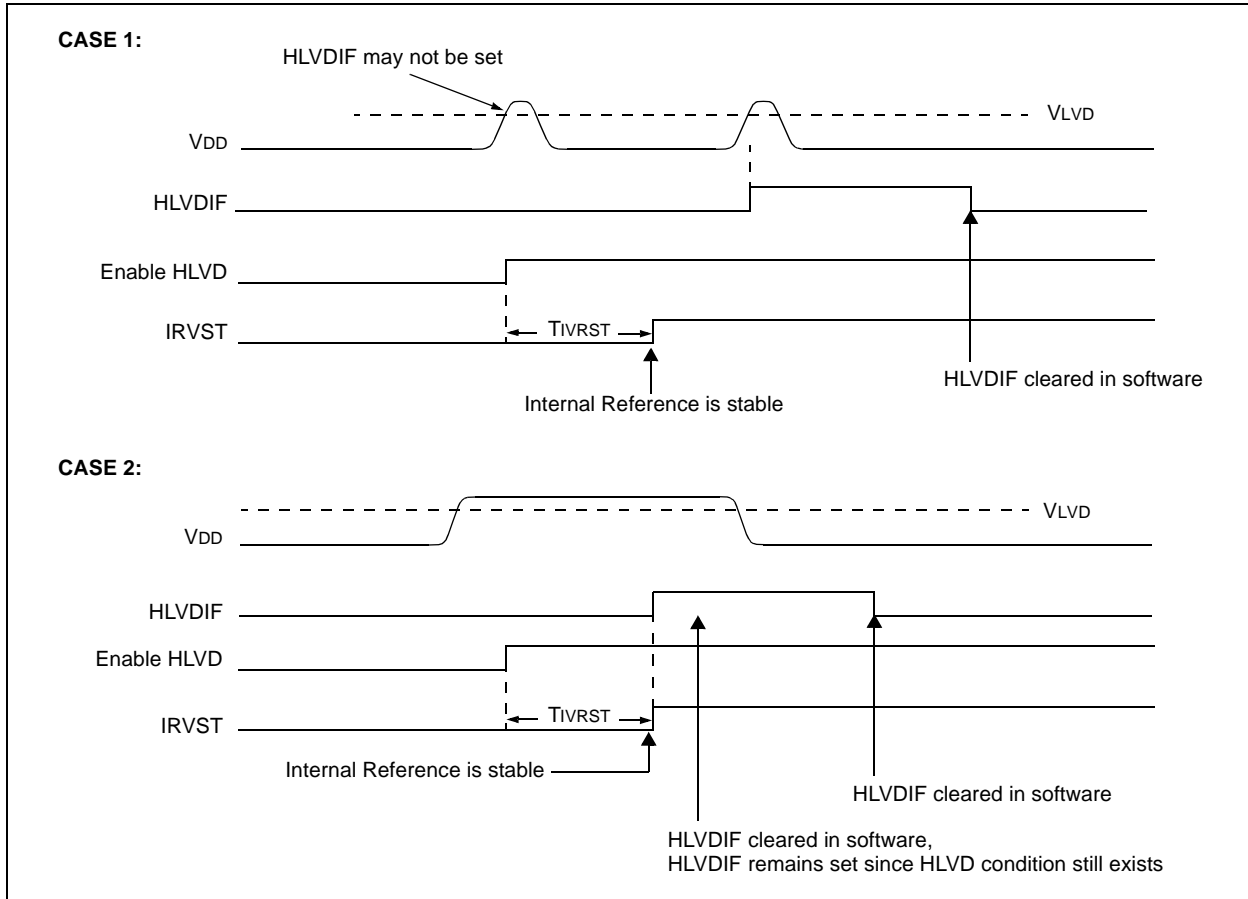 CASE 1:
HLVDIF may not be set
VLVD
VDD
HLVDIF
Enable HLVD
TIVRST
IRVST
HLVDIF cleared in software
Internal Reference is stable
CASE 2:
VLVD
VDD
HLVDIF
Enable HLVD
TIVRST
IRVST
Internal Reference is stable
HLVDIF cleared in software
HLVDIF cleared in software,
HLVDIF remains set since HLVD condition still exists